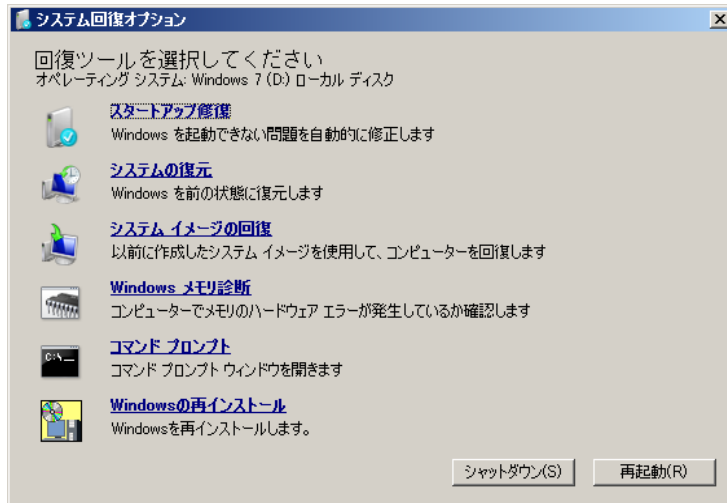 システム回復オプション
回復ツールを選択してください
オペレーティング システム: Windows 7 (D:) ローカル ディスク
スタートアップ修復
Windows を起動できない問題を自動的に修正します
システムの復元
Windows を前の状態に復元します
システム イメージの回復
以前に作成したシステム イメージを使用して、コンピューターを回復します
Windows メモリ診断
コンピューターでメモリのハードウェア エラーが発生しているか確認します
コマンド プロンプト
コマンド プロンプト ウィンドウを開きます
Windowsの再インストール
Windowsを再インストールします。
シャットダウン(S)
再起動(R)